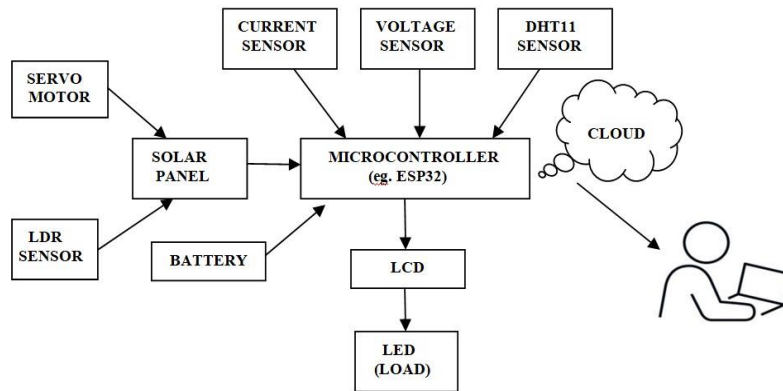 CURRENT
SENSOR
VOLTAGE
SENSOR
DHT11
SENSOR
SERVO
MOTOR
SOLAR
PANEL
MICROCONTROLLER
(eg. ESP32)
CLOUD
LDR
SENSOR
BATTERY
LCD
LED
(LOAD)